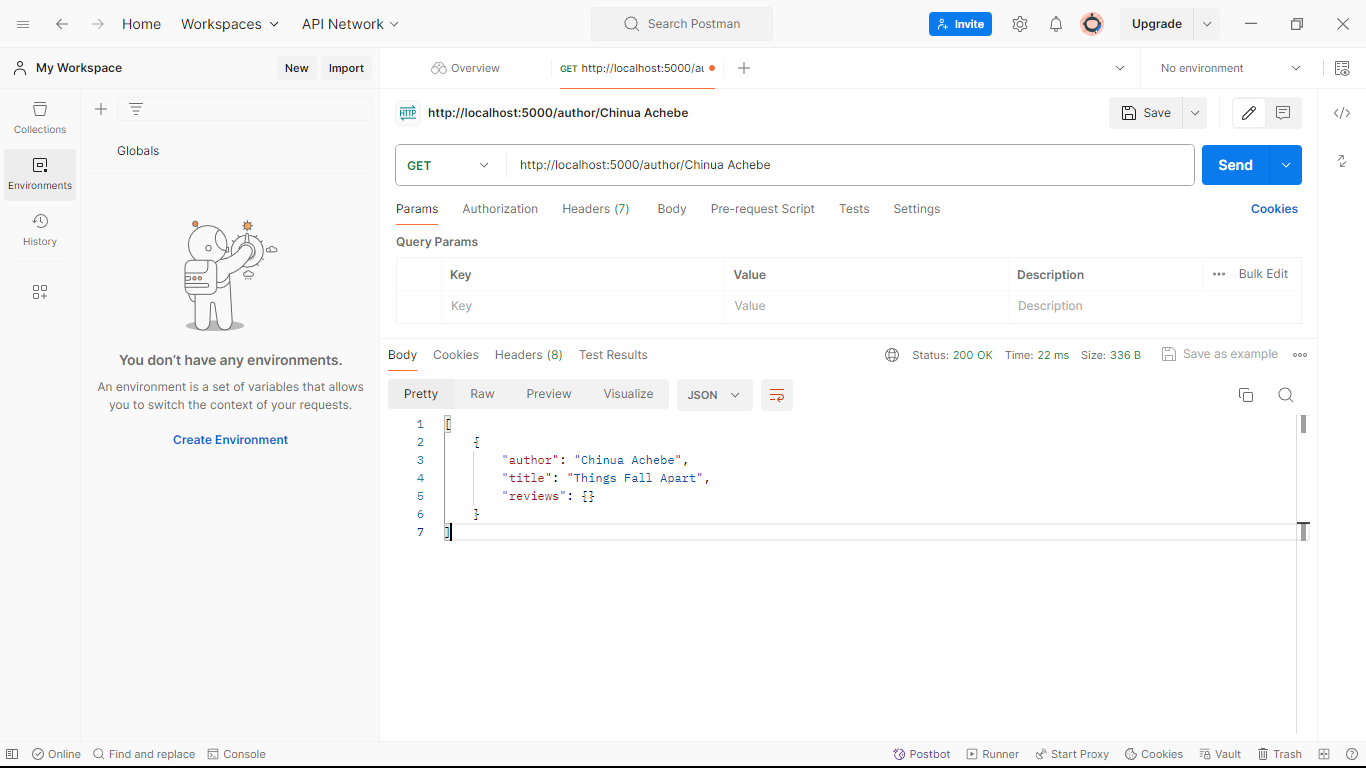 Home Workspaces API Network Search Postman Invite Upgrade
My Workspace New Import Overview GET http://localhost:5000/au No environment
Collections
Environments
History
Globals
You don’t have any environments.
An environment is a set of variables that allows
you to switch the context of your requests.
Create Environment
HTTP http://localhost:5000/author/Chinua Achebe Save
GET http://localhost:5000/author/Chinua Achebe Send
Params Authorization Headers (7) Body Pre-request Script Tests Settings Cookies
Query Params
Key Value Description Bulk Edit
Key Value Description
Body Cookies Headers (8) Test Results Status: 200 OK Time: 22 ms Size: 336 B Save as example
Pretty Raw Preview Visualize JSON
1 [
2 {
3 "author": "Chinua Achebe",
4 "title": "Things Fall Apart",
5 "reviews": {}
6 }
7 ]
Online Find and replace Console Postbot Runner Start Proxy Cookies Vault Trash